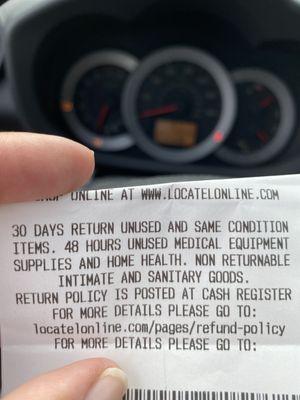 ONLINE AT WWW.LOCATELONLINE.COM
30 DAYS RETURN UNUSED AND SAME CONDITION
ITEMS. 48 HOURS UNUSED MEDICAL EQUIPMENT
SUPPLIES AND HOME HEALTH. NON RETURNABLE
INTIMATE AND SANITARY GOODS.
RETURN POLICY IS POSTED AT CASH REGISTER
FOR MORE DETAILS PLEASE GO TO:
locatelonline.com/pages/refund-policy
FOR MORE DETAILS PLEASE GO TO: